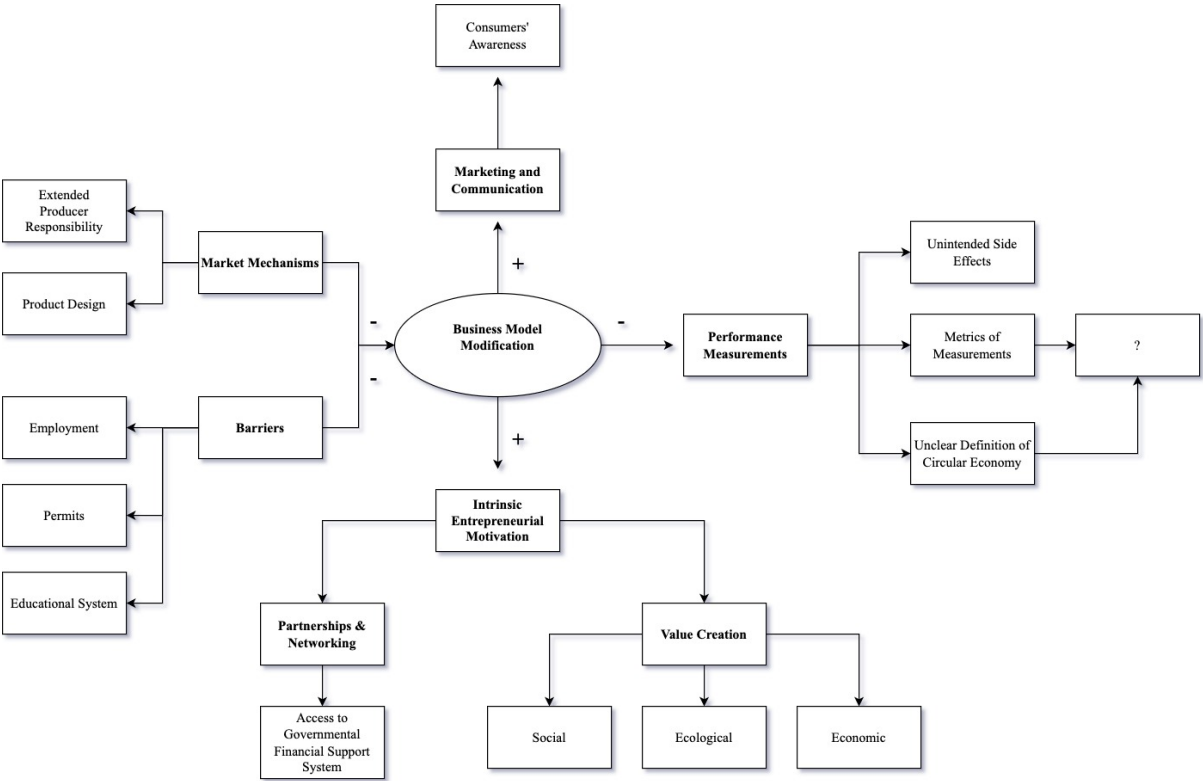 Consumers'
Awareness
Marketing and
Communication
+
Extended
Producer
Responsibility
Market Mechanisms
Product Design
-
-
Business Model
Modification
-
Performance
Measurements
Unintended Side
Effects
Metrics of
Measurements
?
Unclear Definition of
Circular Economy
Employment
Barriers
Permits
Educational System
+
Intrinsic
Entrepreneurial
Motivation
Partnerships &
Networking
Value Creation
Access to
Governmental
Financial Support
System
Social
Ecological
Economic